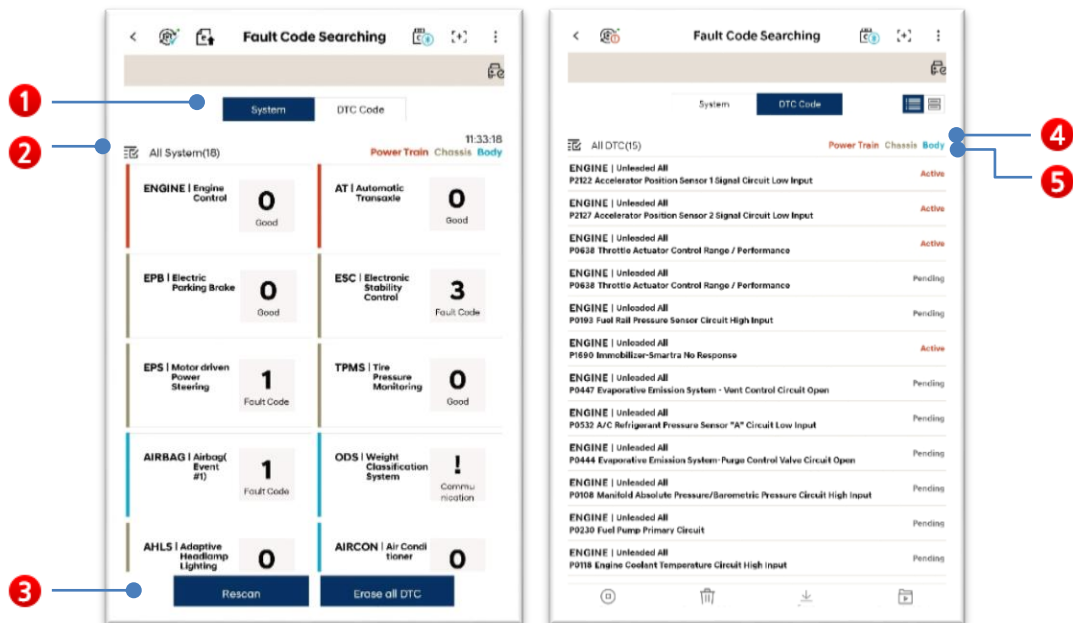 Fault Code Searching
System
DTC Code
11:33:18
All System(18)
Power Train Chassis Body
ENGINE | Engine
Control
0
Good
AT | Automatic
Transaxle
0
Good
EPB | Electric
Parking Brake
0
Good
ESC | Electronic
Stability
Control
3
Fault Code
EPS | Motor driven
Power
Steering
1
Fault Code
TPMS | Tire
Pressure
Monitoring
0
Good
AIRBAG | Airbag(
Event
#1)
1
Fault Code
ODS | Weight
Classification
System
!
Commu
nication
AHLS | Adaptive
Headlamp
Lighting
0
AIRCON | Air Condi
tioner
0
Rescan
Erase all DTC
1
2
3
Fault Code Searching
System
DTC Code
All DTC(15)
Power Train Chassis Body
ENGINE | Unleaded All
P2122 Accelerator Position Sensor 1 Signal Circuit Low Input
Active
ENGINE | Unleaded All
P2127 Accelerator Position Sensor 2 Signal Circuit Low Input
Active
ENGINE | Unleaded All
P0638 Throttle Actuator Control Range / Performance
Active
ENGINE | Unleaded All
P0638 Throttle Actuator Control Range / Performance
Pending
ENGINE | Unleaded All
P0193 Fuel Rail Pressure Sensor Circuit High Input
Pending
ENGINE | Unleaded All
P1690 Immobilizer-Smartra No Response
Active
ENGINE | Unleaded All
P0447 Evaporative Emission System - Vent Control Circuit Open
Pending
ENGINE | Unleaded All
P0532 A/C Refrigerant Pressure Sensor "A" Circuit Low Input
Pending
ENGINE | Unleaded All
P0444 Evaporative Emission System-Purge Control Valve Circuit Open
Pending
ENGINE | Unleaded All
P0108 Manifold Absolute Pressure/Barometric Pressure Circuit High Input
Pending
ENGINE | Unleaded All
P0230 Fuel Pump Primary Circuit
Pending
ENGINE | Unleaded All
P0118 Engine Coolant Temperature Circuit High Input
Pending
4
5